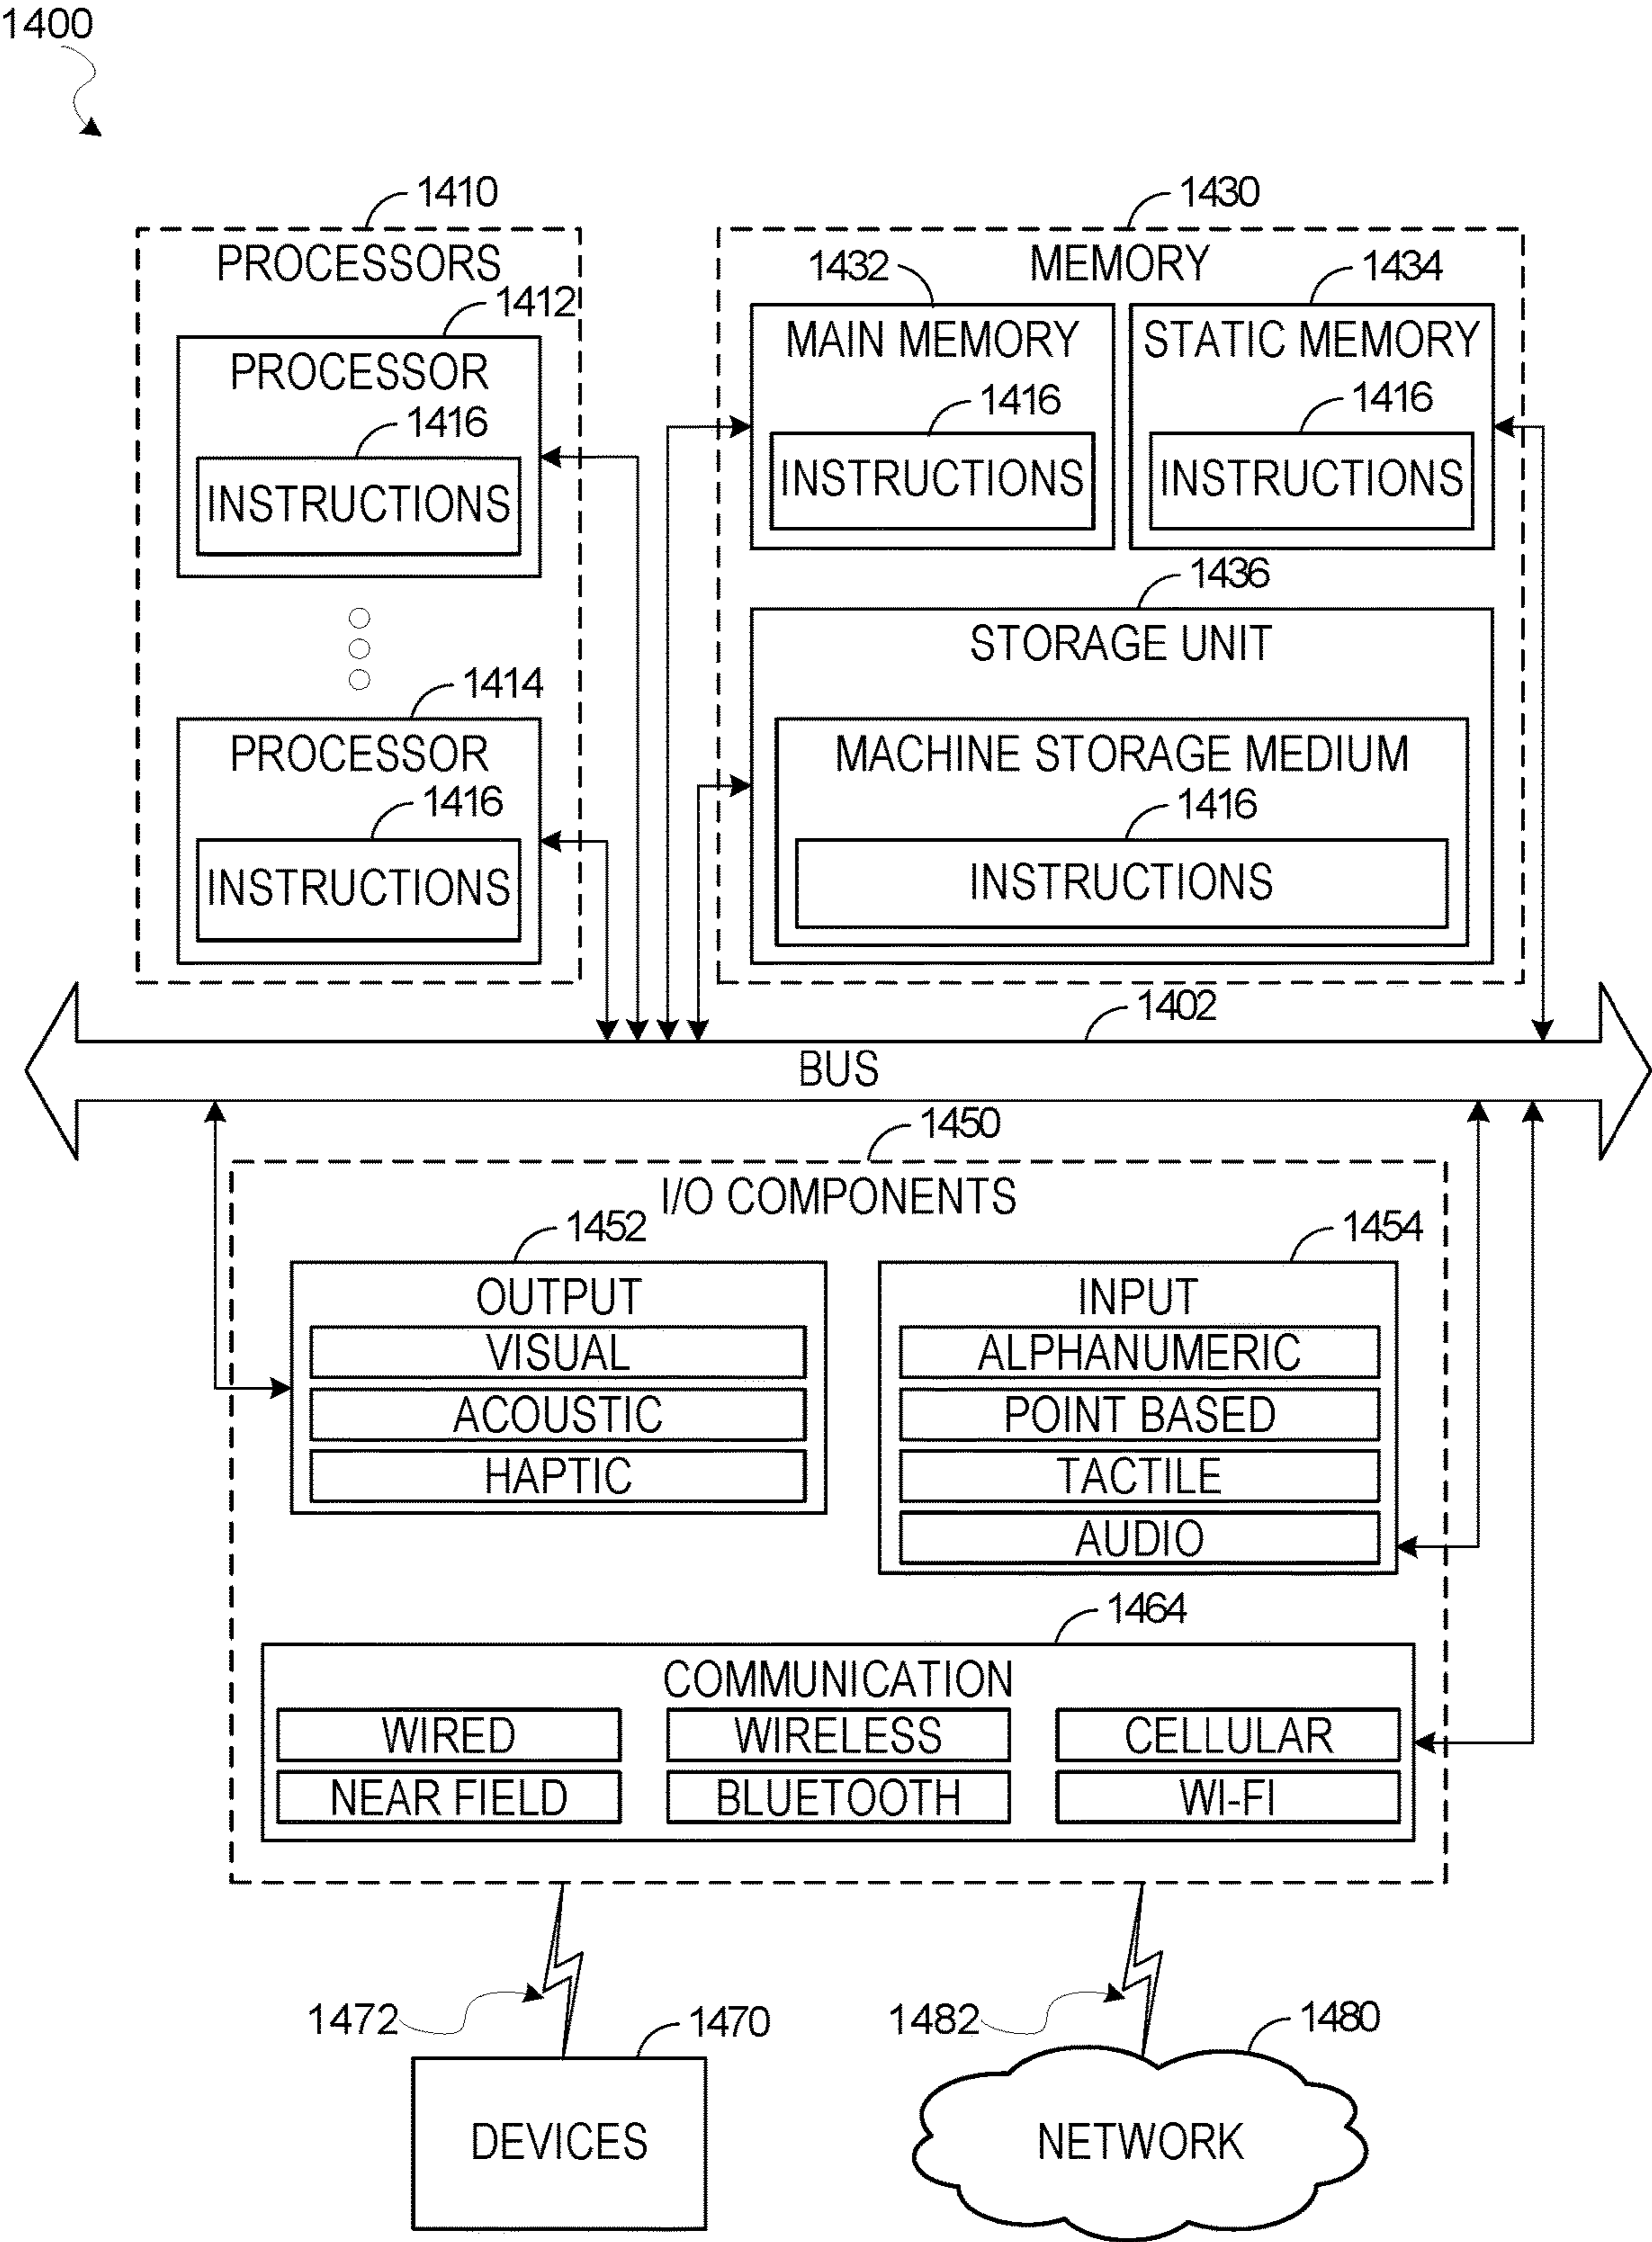 1400
1410
PROCESSORS
1412
PROCESSOR
1416
INSTRUCTIONS
1414
PROCESSOR
1416
INSTRUCTIONS
1430
MEMORY
1432
MAIN MEMORY
1416
INSTRUCTIONS
1434
STATIC MEMORY
1416
INSTRUCTIONS
1436
STORAGE UNIT
MACHINE STORAGE MEDIUM
1416
INSTRUCTIONS
1402
BUS
1450
I/O COMPONENTS
1452
OUTPUT
VISUAL
ACOUSTIC
HAPTIC
1454
INPUT
ALPHANUMERIC
POINT BASED
TACTILE
AUDIO
1464
COMMUNICATION
WIRED
WIRELESS
CELLULAR
NEAR FIELD
BLUETOOTH
WI-FI
1472
1470
DEVICES
1482
1480
NETWORK